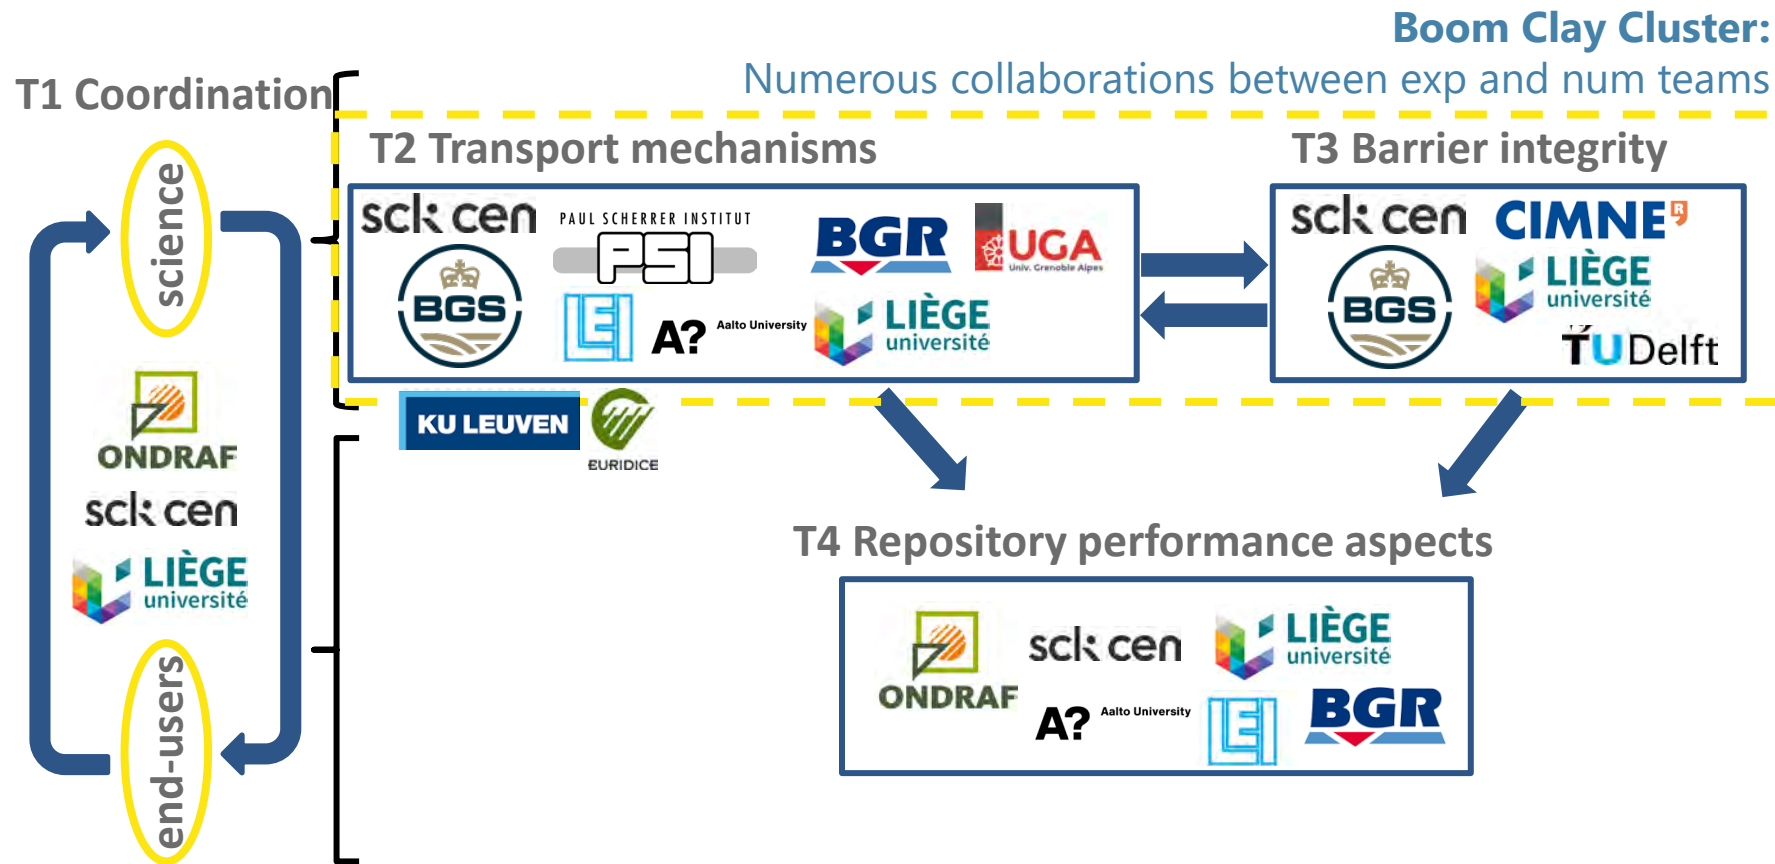 Boom Clay Cluster:
Numerous collaborations between exp and num teams
T1 Coordination
science
ONDRAF
sck cen
LIÈGE
université
end-users
T2 Transport mechanisms
sck cen
PAUL SCHERRER INSTITUT
PSI
BGR
UGA
Univ. Grenoble Alpes
BGS
LEI
A? Aalto University
LIÈGE
université
KU LEUVEN
EURIDICE
T3 Barrier integrity
sck cen
CIMNE R
BGS
LIÈGE
université
TUDelft
T4 Repository performance aspects
ONDRAF
sck cen
LIÈGE
université
A? Aalto University
LEI
BGR